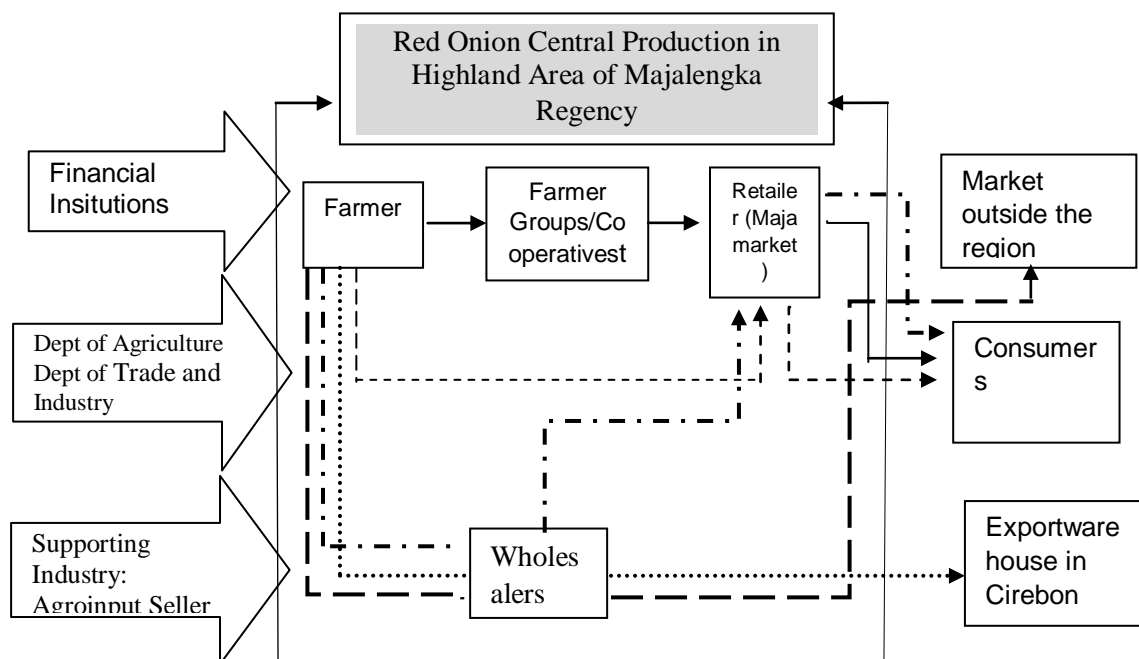 Red Onion Central Production in
Highland Area of Majalengka
Regency
Financial
Insitutions
Farmer
Farmer
Groups/Co
operativest
Retaile
r (Maja
market
)
Market
outside the
region
Dept of Agriculture
Dept of Trade and
Industry
Consumer
s
Supporting
Industry:
Agroinput Seller
Wholes
alers
Exportware
house in
Cirebon